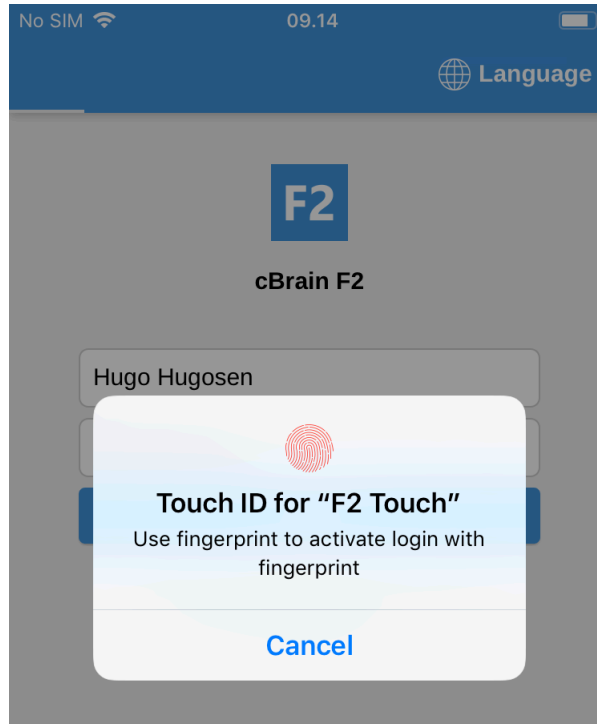 No SIM 09.14
Language
F2
cBrain F2
Hugo Hugosen
Touch ID for “F2 Touch”
Use fingerprint to activate login with
fingerprint
Cancel